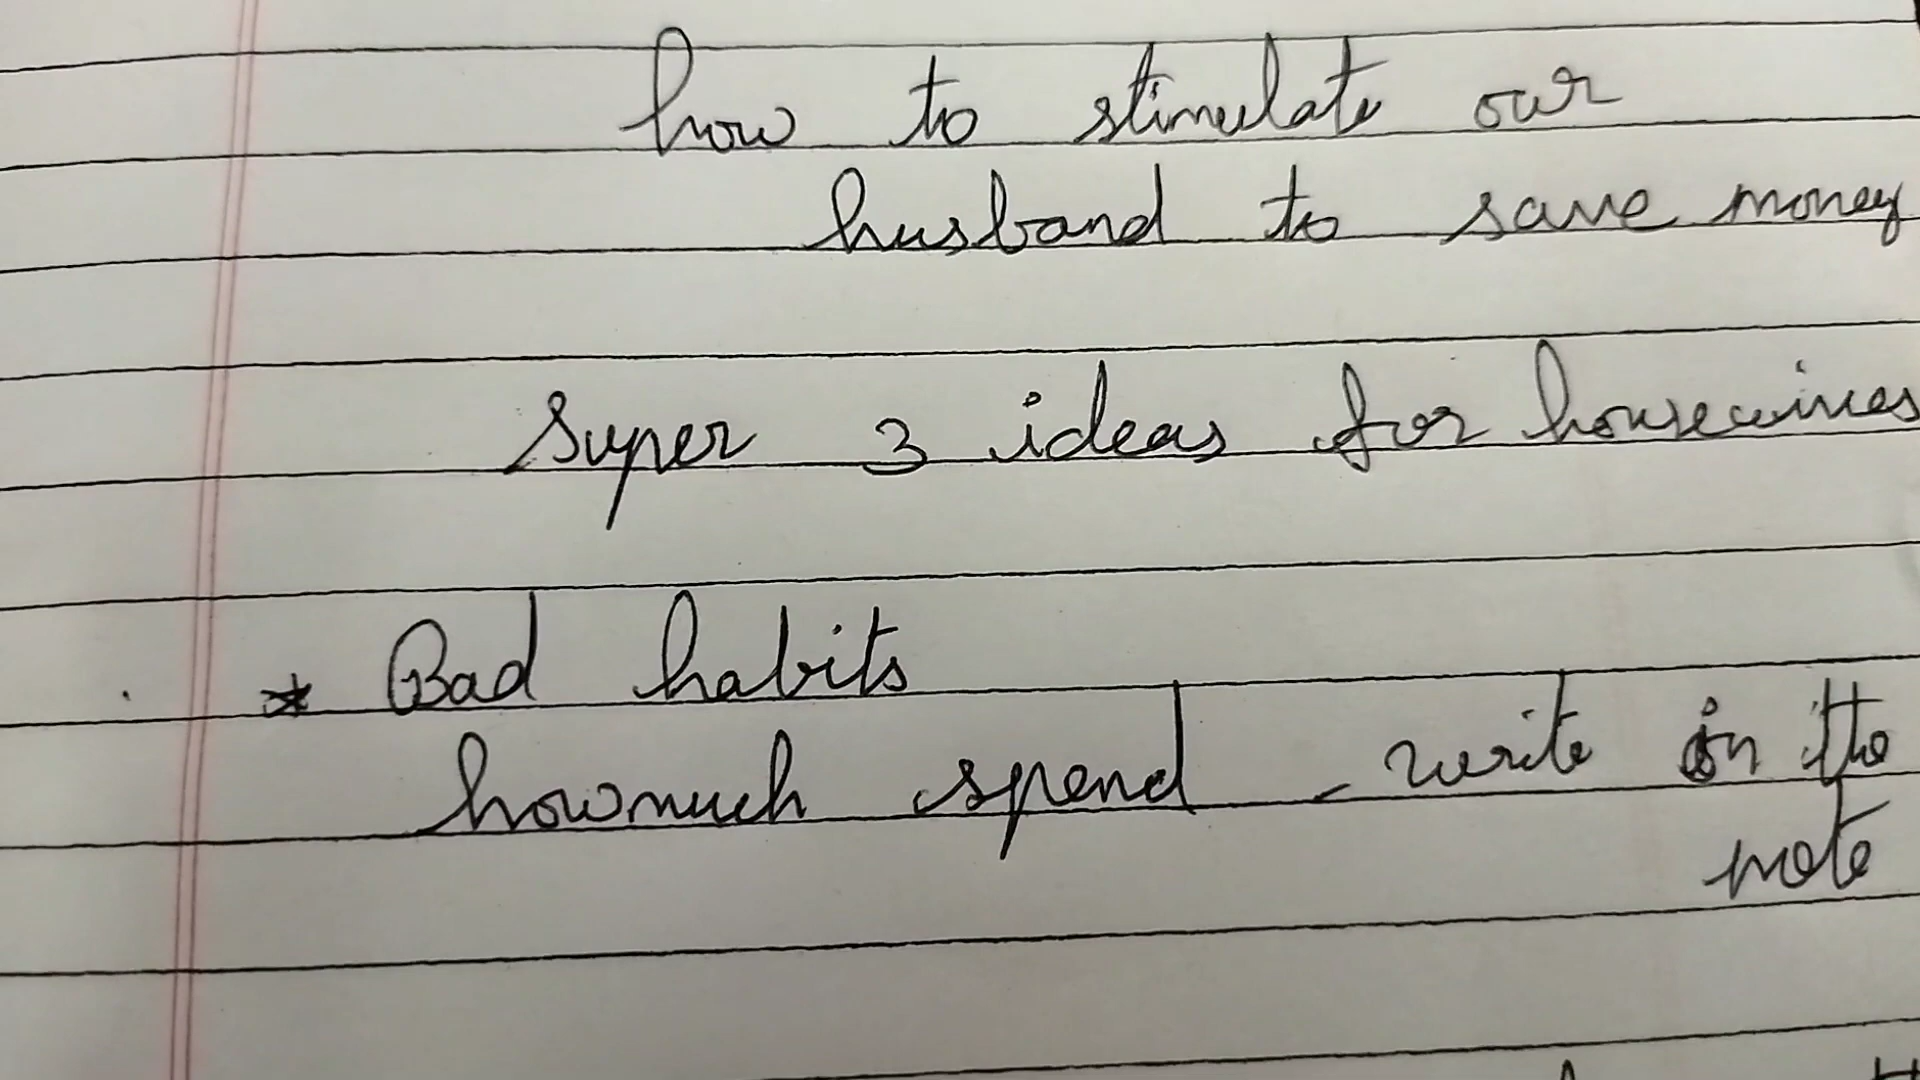 how to stimulate our
husband to save money
Super 3 ideas for housewives
* Bad habits
howmuch spend - write in the
note